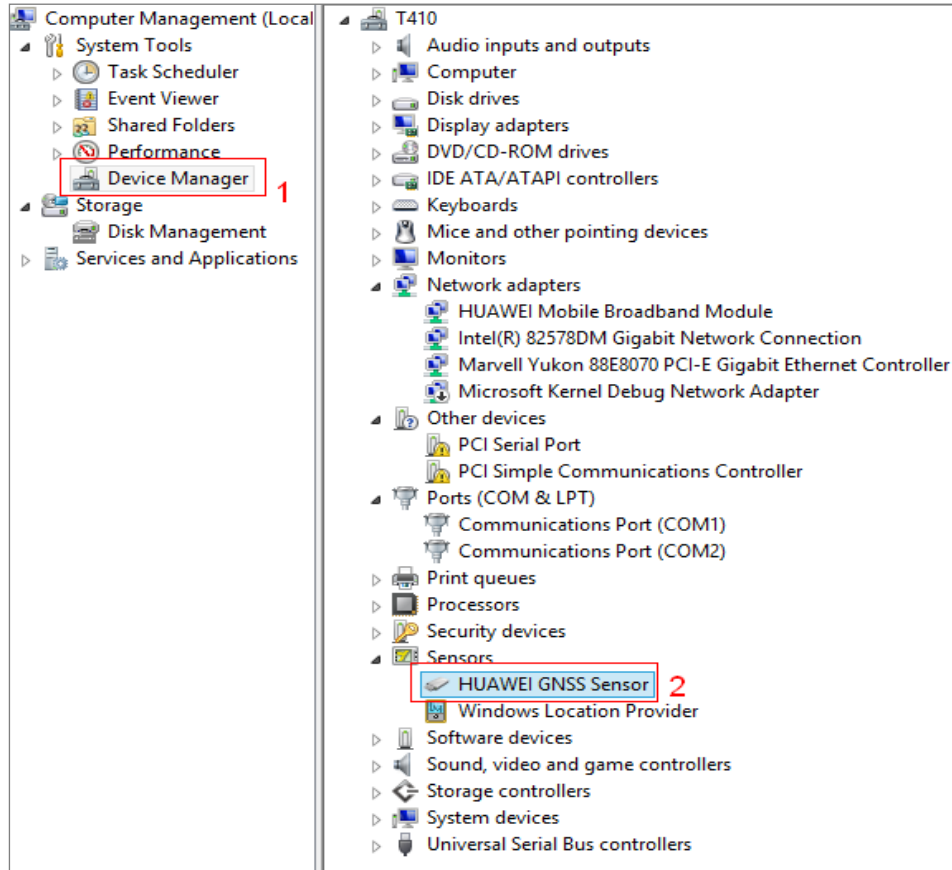 Computer Management (Local
System Tools
Task Scheduler
Event Viewer
Shared Folders
Performance
Device Manager
1
Storage
Disk Management
Services and Applications
T410
Audio inputs and outputs
Computer
Disk drives
Display adapters
DVD/CD-ROM drives
IDE ATA/ATAPI controllers
Keyboards
Mice and other pointing devices
Monitors
Network adapters
HUAWEI Mobile Broadband Module
Intel(R) 82578DM Gigabit Network Connection
Marvell Yukon 88E8070 PCI-E Gigabit Ethernet Controller
Microsoft Kernel Debug Network Adapter
Other devices
PCI Serial Port
PCI Simple Communications Controller
Ports (COM & LPT)
Communications Port (COM1)
Communications Port (COM2)
Print queues
Processors
Security devices
Sensors
HUAWEI GNSS Sensor
2
Windows Location Provider
Software devices
Sound, video and game controllers
Storage controllers
System devices
Universal Serial Bus controllers